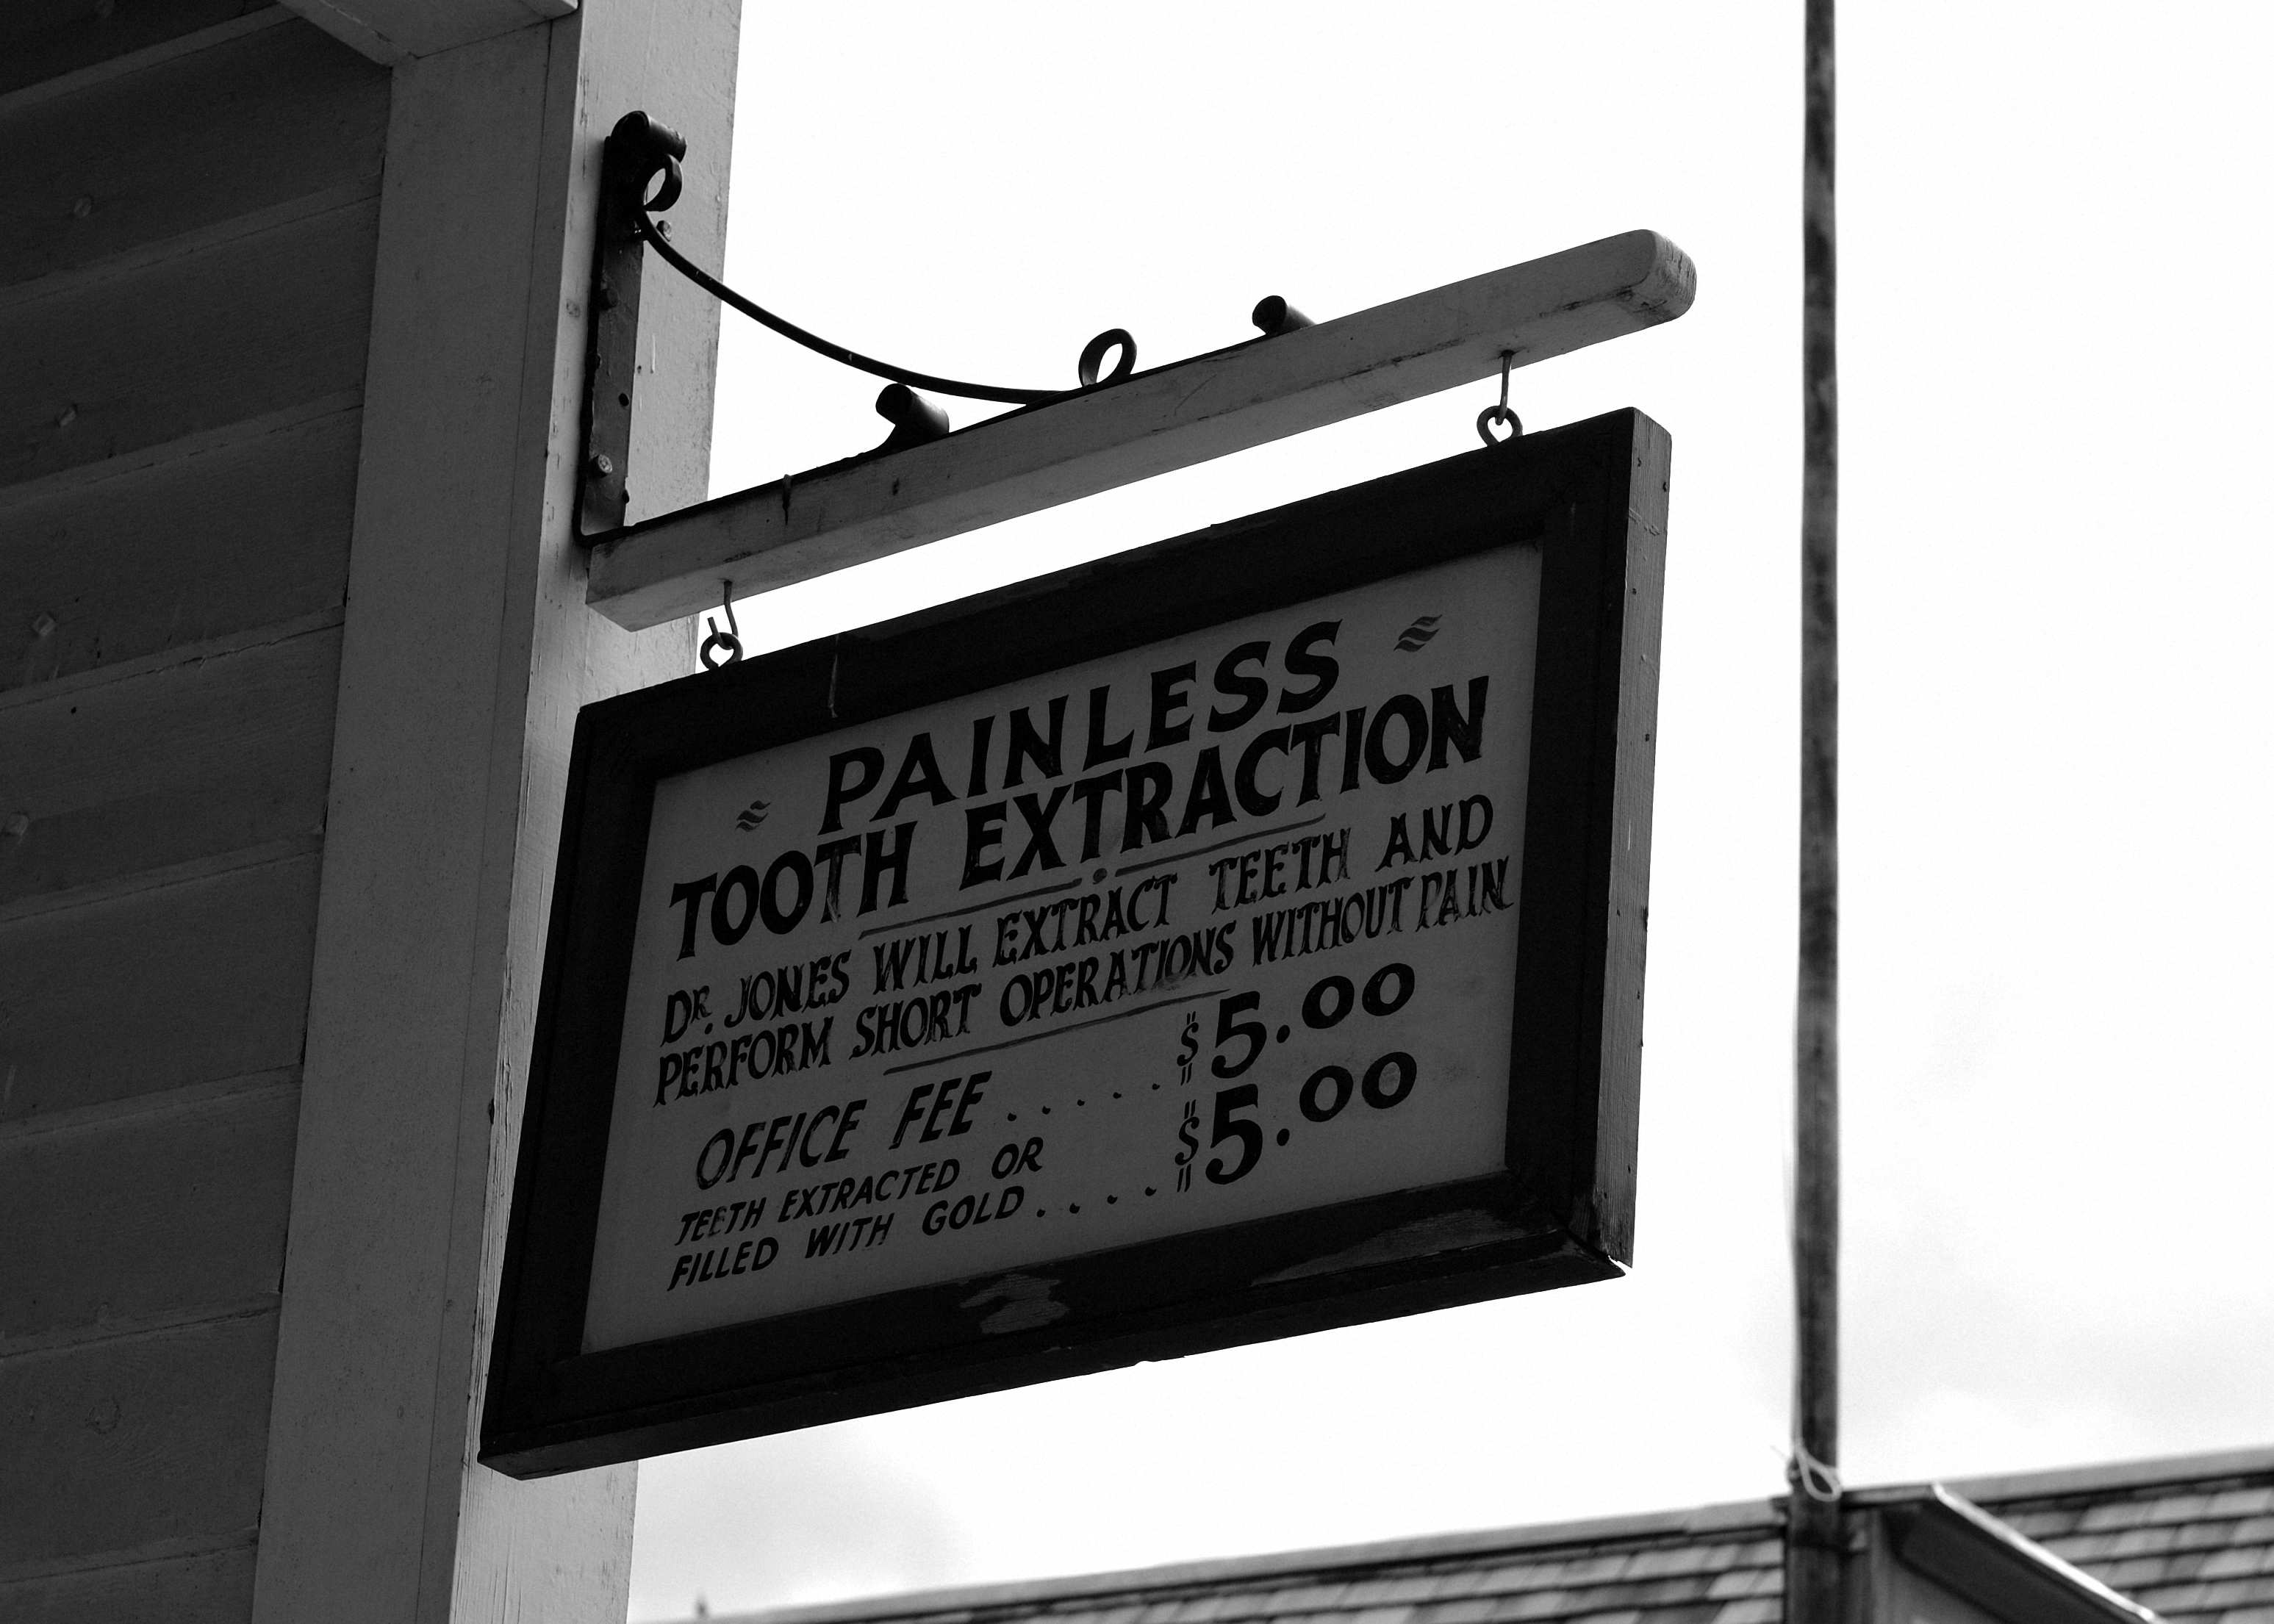 PAINLESS
TOOTH EXTRACTION
DR. JONES WILL EXTRACT TEETH AND
PERFORM SHORT OPERATIONS WITHOUT PAIN
OFFICE FEE ..... $5.00
TEETH EXTRACTED OR
FILLED WITH GOLD .... $5.00